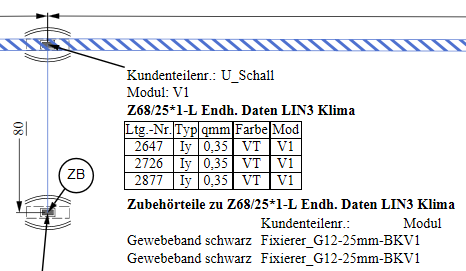 Kundenteilenr.: U_Schall
Modul: V1
Z68/25*1-L Endh. Daten LIN3 Klima
Ltg.-Nr. Typ qmm Farbe Mod
2647 Iy 0,35 VT V1
2726 Iy 0,35 VT V1
2877 Iy 0,35 VT V1
80
ZB
Zubehörteile zu Z68/25*1-L Endh. Daten LIN3 Klima
Kundenteilenr.: Modul
Gewebeband schwarz Fixierer_G12-25mm-BKV1
Gewebeband schwarz Fixierer_G12-25mm-BKV1